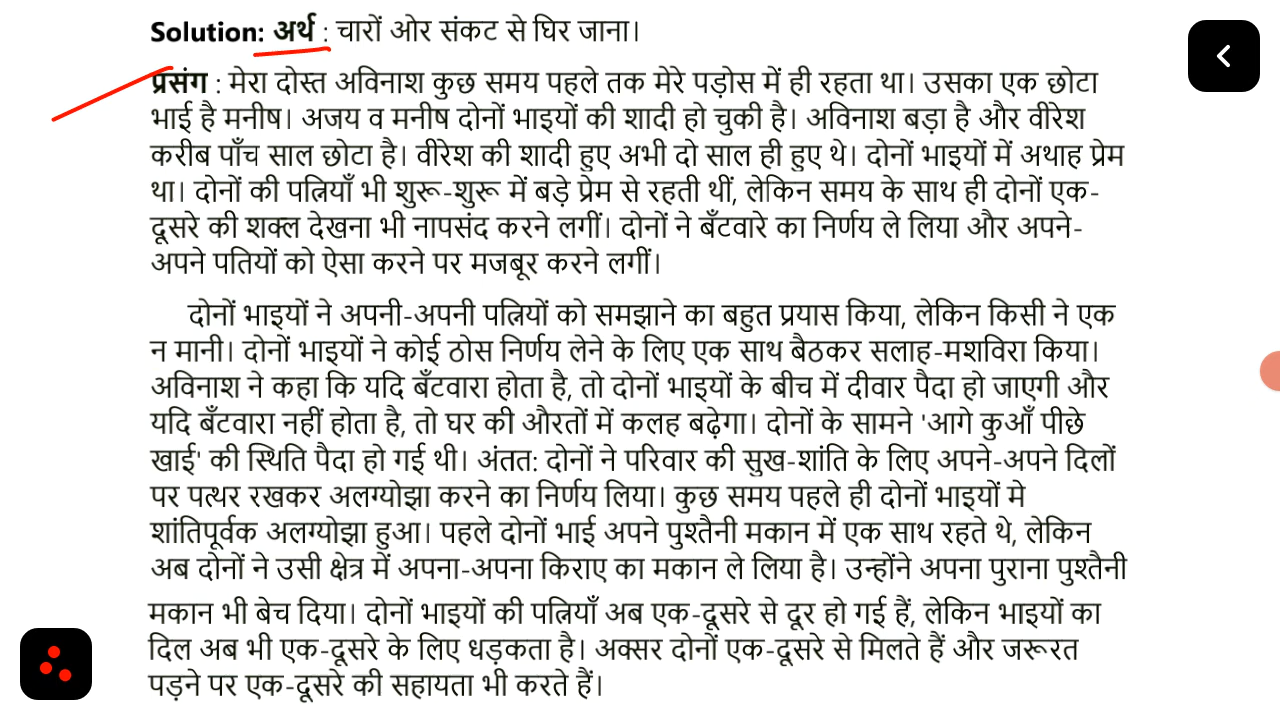 Solution: अर्थ : चारों ओर संकट से घिर जाना।
प्रसंग : मेरा दोस्त अविनाश कुछ समय पहले तक मेरे पड़ोस में ही रहता था। उसका एक छोटा
भाई है मनीष। अजय व मनीष दोनों भाइयों की शादी हो चुकी है। अविनाश बड़ा है और वीरेश
करीब पाँच साल छोटा है। वीरेश की शादी हुए अभी दो साल ही हुए थे। दोनों भाइयों में अथाह प्रेम
था। दोनों की पत्नियाँ भी शुरू-शुरू में बड़े प्रेम से रहती थीं, लेकिन समय के साथ ही दोनों एक-
दूसरे की शक्ल देखना भी नापसंद करने लगीं। दोनों ने बँटवारे का निर्णय ले लिया और अपने-
अपने पतियों को ऐसा करने पर मजबूर करने लगीं।
दोनों भाइयों ने अपनी-अपनी पत्नियों को समझाने का बहुत प्रयास किया, लेकिन किसी ने एक
न मानी। दोनों भाइयों ने कोई ठोस निर्णय लेने के लिए एक साथ बैठकर सलाह-मशविरा किया।
अविनाश ने कहा कि यदि बँटवारा होता है, तो दोनों भाइयों के बीच में दीवार पैदा हो जाएगी और
यदि बँटवारा नहीं होता है, तो घर की औरतों में कलह बढ़ेगा। दोनों के सामने 'आगे कुआँ पीछे
खाई' की स्थिति पैदा हो गई थी। अंतत: दोनों ने परिवार की सुख-शांति के लिए अपने-अपने दिलों
पर पत्थर रखकर अलग्योझा करने का निर्णय लिया। कुछ समय पहले ही दोनों भाइयों मे
शांतिपूर्वक अलग्योझा हुआ। पहले दोनों भाई अपने पुश्तैनी मकान में एक साथ रहते थे, लेकिन
अब दोनों ने उसी क्षेत्र में अपना-अपना किराए का मकान ले लिया है। उन्होंने अपना पुराना पुश्तैनी
मकान भी बेच दिया। दोनों भाइयों की पत्नियाँ अब एक-दूसरे से दूर हो गई हैं, लेकिन भाइयों का
दिल अब भी एक-दूसरे के लिए धड़कता है। अक्सर दोनों एक-दूसरे से मिलते हैं और जरूरत
पड़ने पर एक-दूसरे की सहायता भी करते हैं।